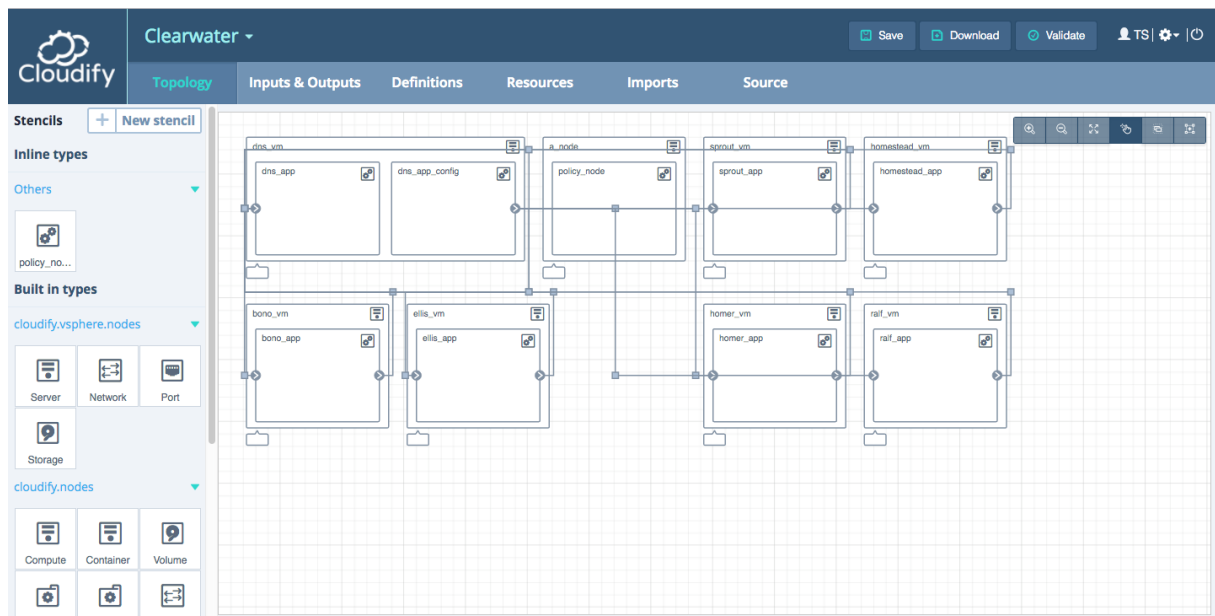 Cloudify
Clearwater
Save
Download
Validate
TS
Topology
Inputs & Outputs
Definitions
Resources
Imports
Source
Stencils
New stencil
Inline types
Others
policy_no...
Built in types
cloudify.vsphere.nodes
Server
Network
Port
Storage
cloudify.nodes
Compute
Container
Volume
dns_vm
a_node
sprout_vm
homestead_vm
dns_app
dns_app_config
policy_node
sprout_app
homestead_app
bono_vm
ellis_vm
homer_vm
ralf_vm
bono_app
ellis_app
homer_app
ralf_app